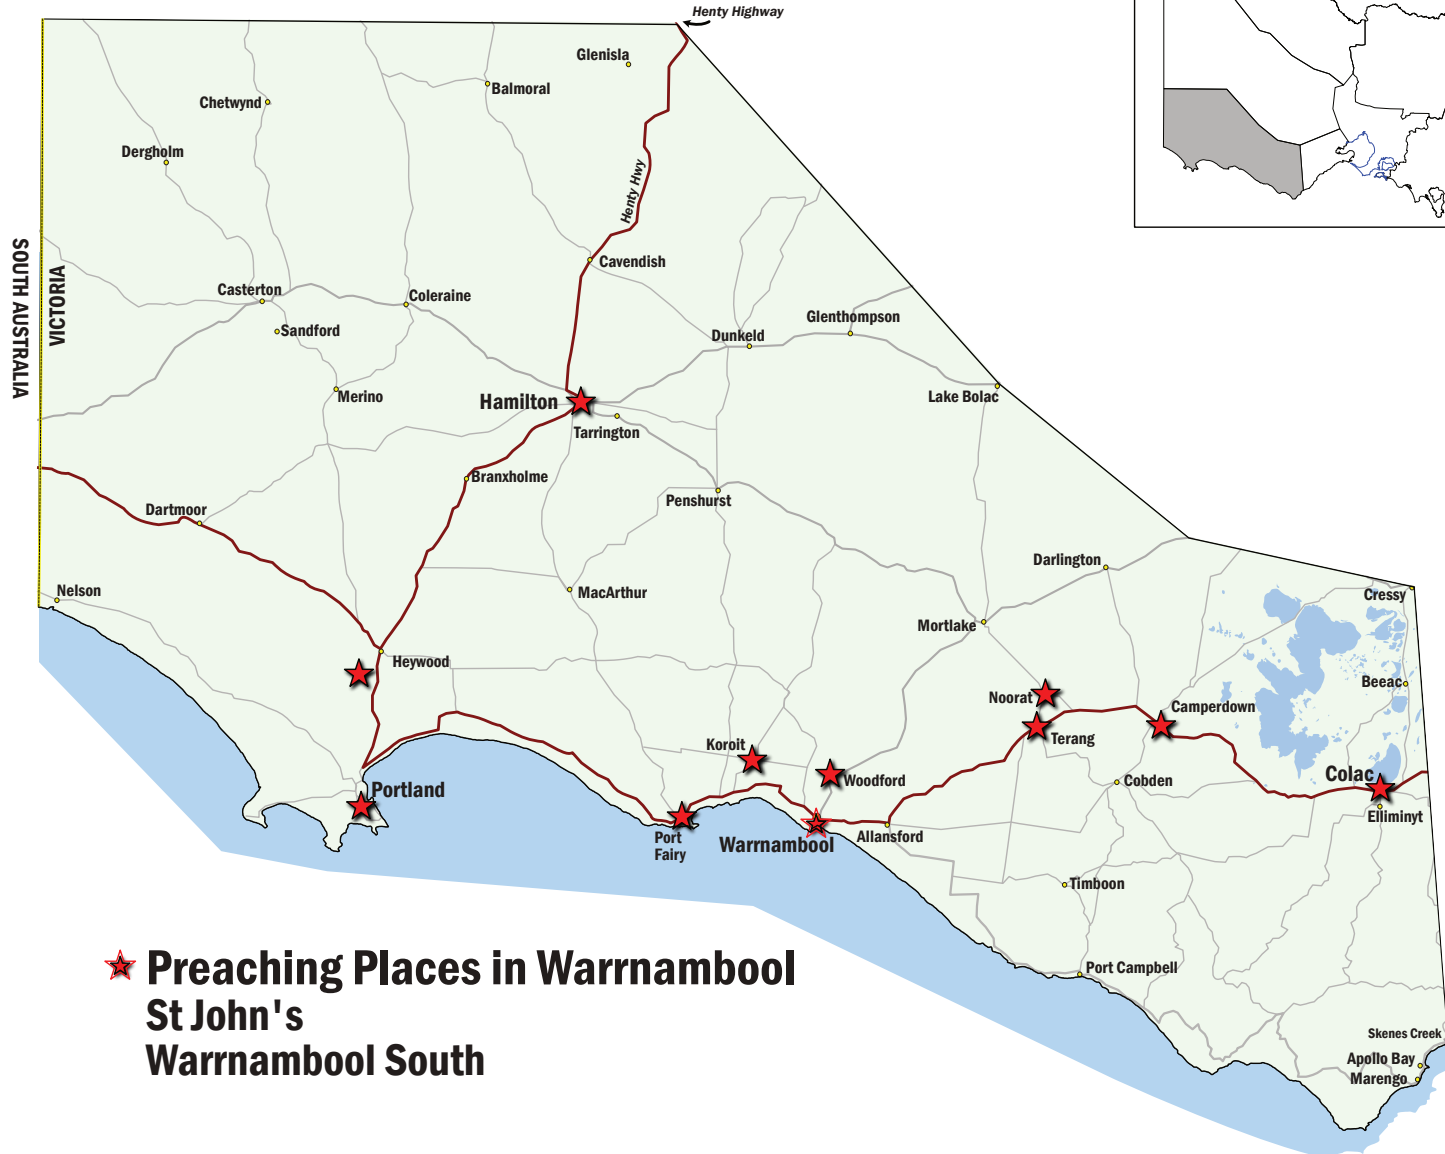 Henty Highway
Glenisla
Balmoral
Chetwynd
Dergholm
Henty Hwy
SOUTH AUSTRALIA
VICTORIA
Cavendish
Casterton
Coleraine
Sandford
Glenthompson
Dunkeld
Merino
Lake Bolac
Hamilton
Tarrington
Branxholme
Penshurst
Dartmoor
Darlington
Nelson
MacArthur
Cressy
Mortlake
Heywood
Beeac
Noorat
Camperdown
Terang
Koroit
Woodford
Colac
Cobden
Portland
Elliminyt
Port
Fairy
Warrnambool
Allansford
Timboon
Port Campbell
Preaching Places in Warrnambool
St John's
Warrnambool South
Skenes Creek
Apollo Bay
Marengo